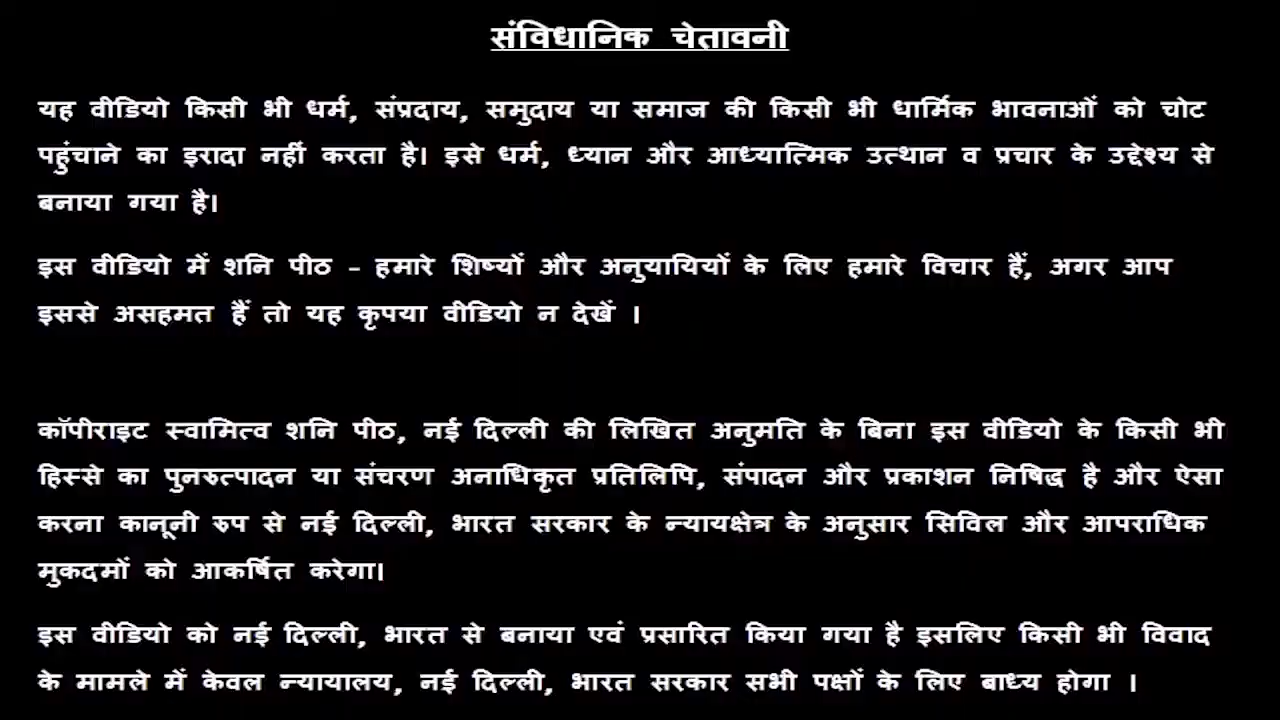 संविधानिक चेतावनी
यह वीडियो किसी भी धर्म, संप्रदाय, समुदाय या समाज की किसी भी धार्मिक भावनाओं को चोट
पहुंचाने का इरादा नहीं करता है। इसे धर्म, ध्यान और आध्यात्मिक उत्थान व प्रचार के उद्देश्य से
बनाया गया है।
इस वीडियो में शनि पीठ – हमारे शिष्यों और अनुयायियों के लिए हमारे विचार हैं, अगर आप
इससे असहमत हैं तो यह कृपया वीडियो न देखें ।
कॉपीराइट स्वामित्व शनि पीठ, नई दिल्ली की लिखित अनुमति के बिना इस वीडियो के किसी भी
हिस्से का पुनरुत्पादन या संचरण अनाधिकृत प्रतिलिपि, संपादन और प्रकाशन निषिद्ध है और ऐसा
करना कानूनी रुप से नई दिल्ली, भारत सरकार के न्यायक्षेत्र के अनुसार सिविल और आपराधिक
मुकदमों को आकर्षित करेगा।
इस वीडियो को नई दिल्ली, भारत से बनाया एवं प्रसारित किया गया है इसलिए किसी भी विवाद
के मामले में केवल न्यायालय, नई दिल्ली, भारत सरकार सभी पक्षों के लिए बाध्य होगा ।